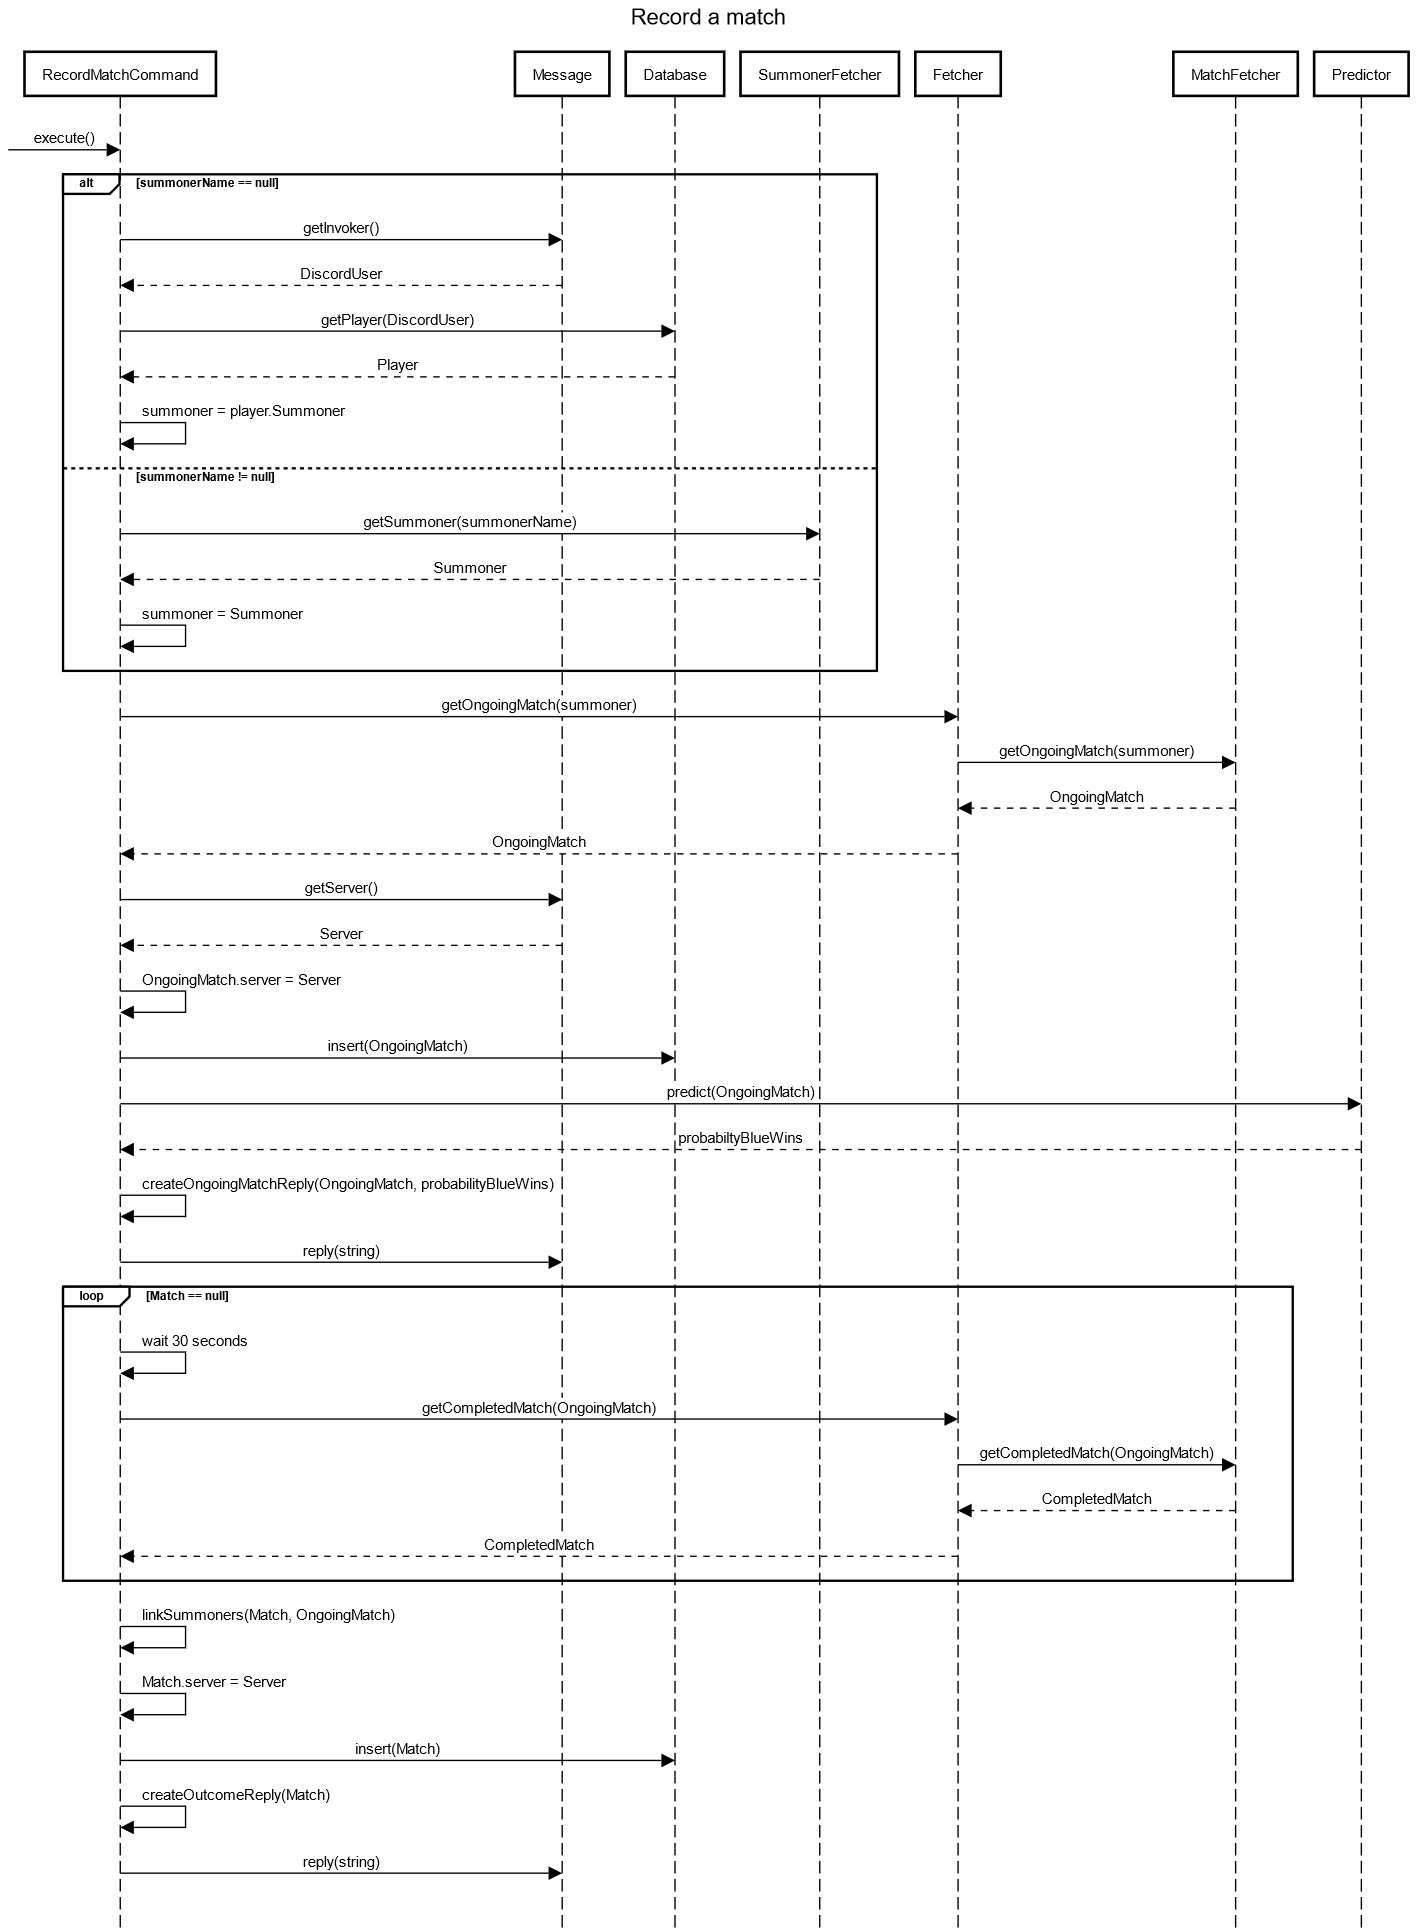 Record a match
RecordMatchCommand
Message
Database
SummonerFetcher
Fetcher
MatchFetcher
Predictor
execute()
alt
[summonerName == null]
getInvoker()
DiscordUser
getPlayer(DiscordUser)
Player
summoner = player.Summoner
[summonerName != null]
getSummoner(summonerName)
Summoner
summoner = Summoner
getOngoingMatch(summoner)
getOngoingMatch(summoner)
OngoingMatch
OngoingMatch
getServer()
Server
OngoingMatch.server = Server
insert(OngoingMatch)
predict(OngoingMatch)
probabiltyBlueWins
createOngoingMatchReply(OngoingMatch, probabilityBlueWins)
reply(string)
loop
[Match == null]
wait 30 seconds
getCompletedMatch(OngoingMatch)
getCompletedMatch(OngoingMatch)
CompletedMatch
CompletedMatch
linkSummoners(Match, OngoingMatch)
Match.server = Server
insert(Match)
createOutcomeReply(Match)
reply(string)